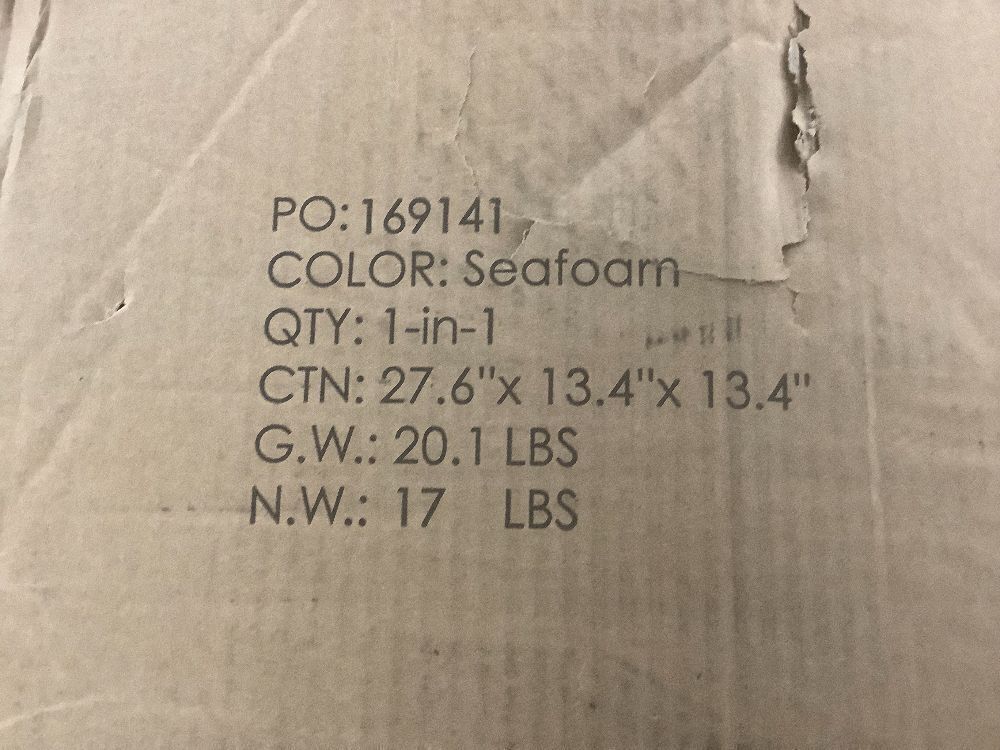 PO: 169141
COLOR: Seafoam
QTY: 1-in-1
CTN: 27.6"x 13.4"x 13.4"
G.W.: 20.1 LBS
N.W.: 17 LBS